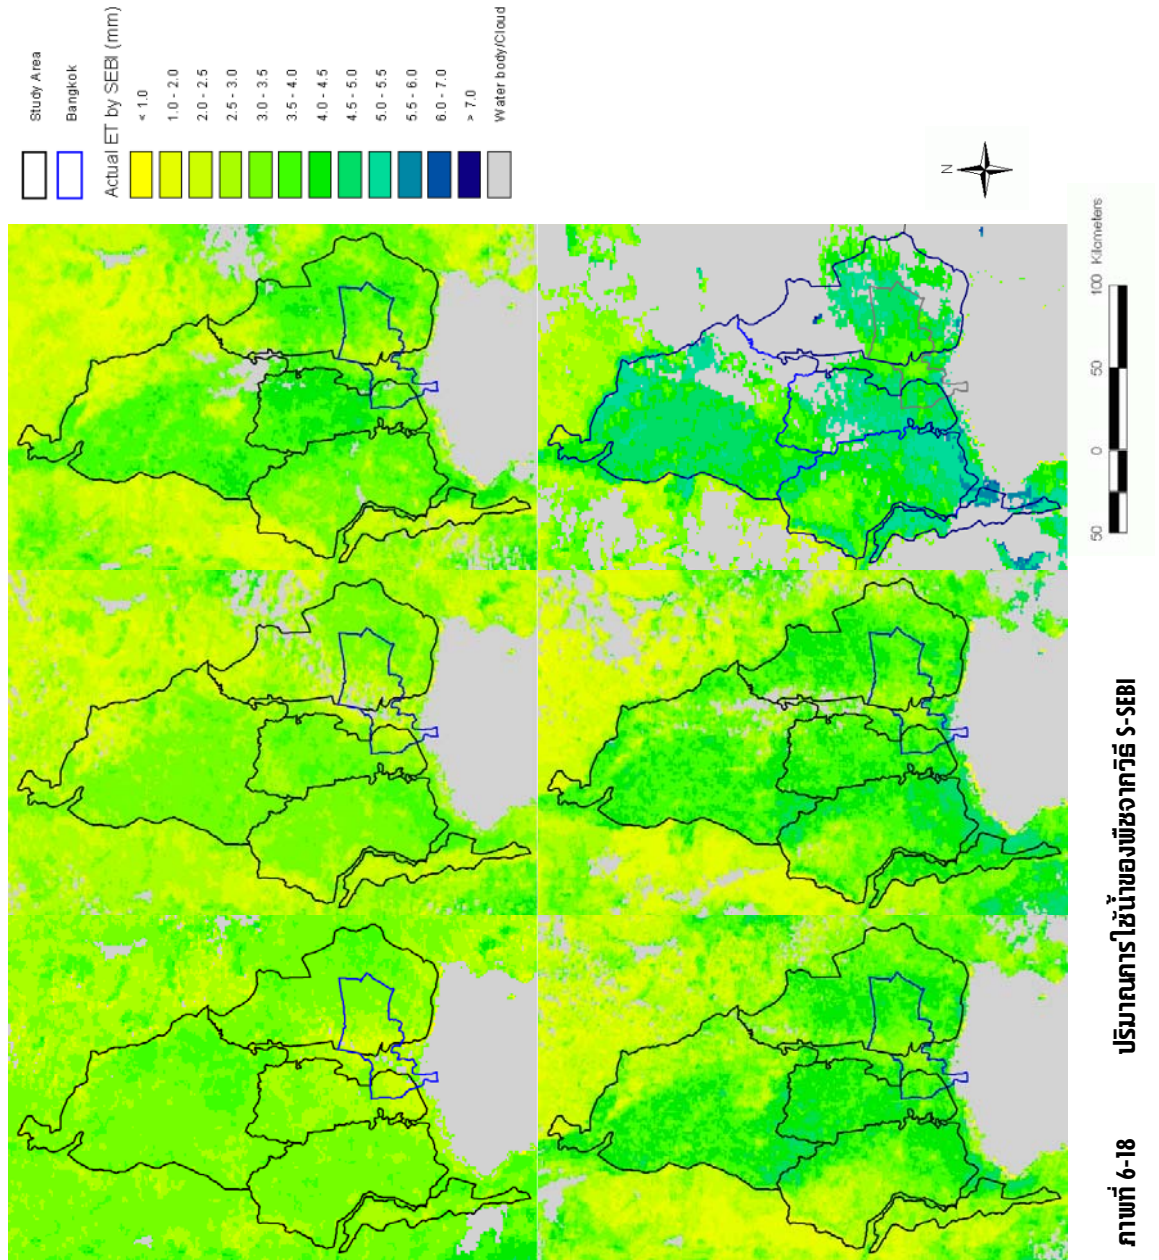 Study Area
Bangkok
Actual ET by SEBI (mm)
< 1.0
1.0 - 2.0
2.0 - 2.5
2.5 - 3.0
3.0 - 3.5
3.5 - 4.0
4.0 - 4.5
4.5 - 5.0
5.0 - 5.5
5.5 - 6.0
6.0 - 7.0
> 7.0
Water body/Cloud
N
50 0 50 100 Kilometers
ภาพที่ 6-18 ปริมาณการใช้น้ำของพืชจากวิธี S-SEBI